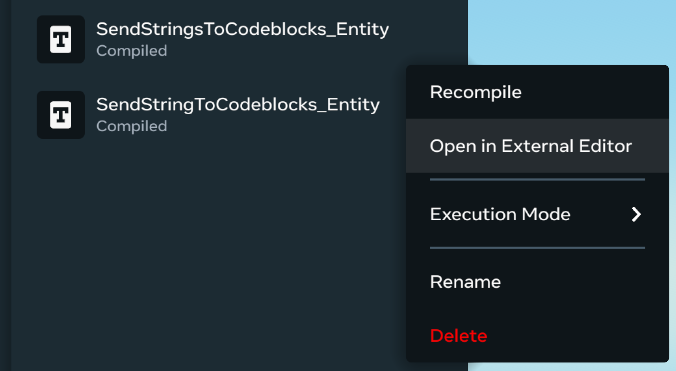 SendStringsToCodeblocks_Entity
Compiled
SendStringToCodeblocks_Entity
Compiled
Recompile
Open in External Editor
Execution Mode
Rename
Delete